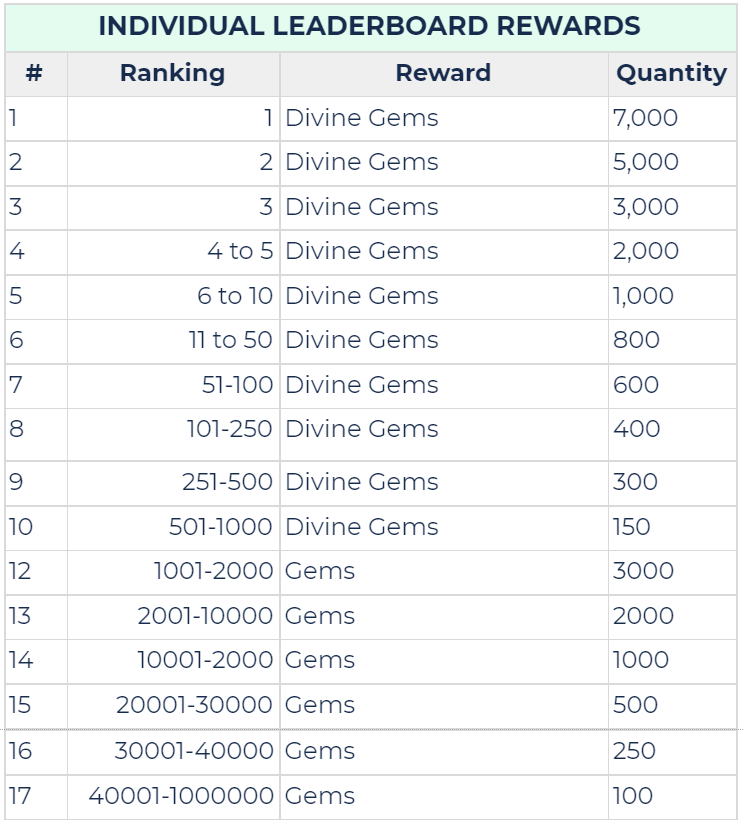 INDIVIDUAL LEADERBOARD REWARDS
# Ranking Reward Quantity
1 1 Divine Gems 7,000
2 2 Divine Gems 5,000
3 3 Divine Gems 3,000
4 4 to 5 Divine Gems 2,000
5 6 to 10 Divine Gems 1,000
6 11 to 50 Divine Gems 800
7 51-100 Divine Gems 600
8 101-250 Divine Gems 400
9 251-500 Divine Gems 300
10 501-1000 Divine Gems 150
12 1001-2000 Gems 3000
13 2001-10000 Gems 2000
14 10001-2000 Gems 1000
15 20001-30000 Gems 500
16 30001-40000 Gems 250
17 40001-1000000 Gems 100